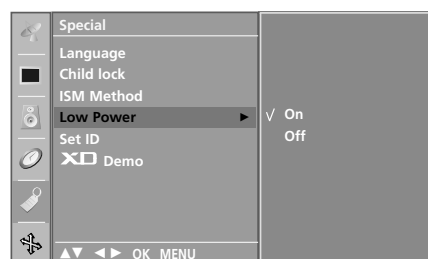 Special
Language
Child lock
ISM Method
Low Power ►
√ On
Off
Set ID
XD Demo
▲▼ ◄► OK MENU